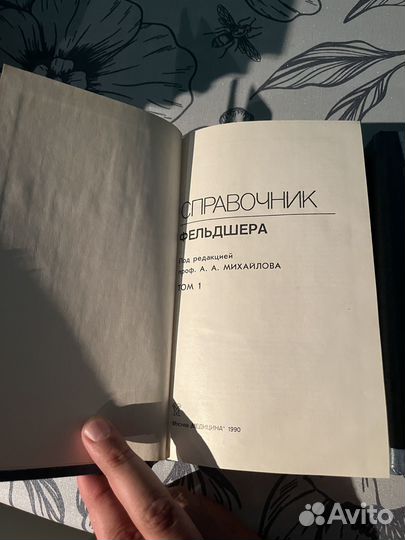 СПРАВОЧНИК
ФЕЛЬДШЕРА
Под редакцией
проф. А. А. МИХАЙЛОВА
ТОМ 1
Москва "МЕДИЦИНА" 1990
Avito